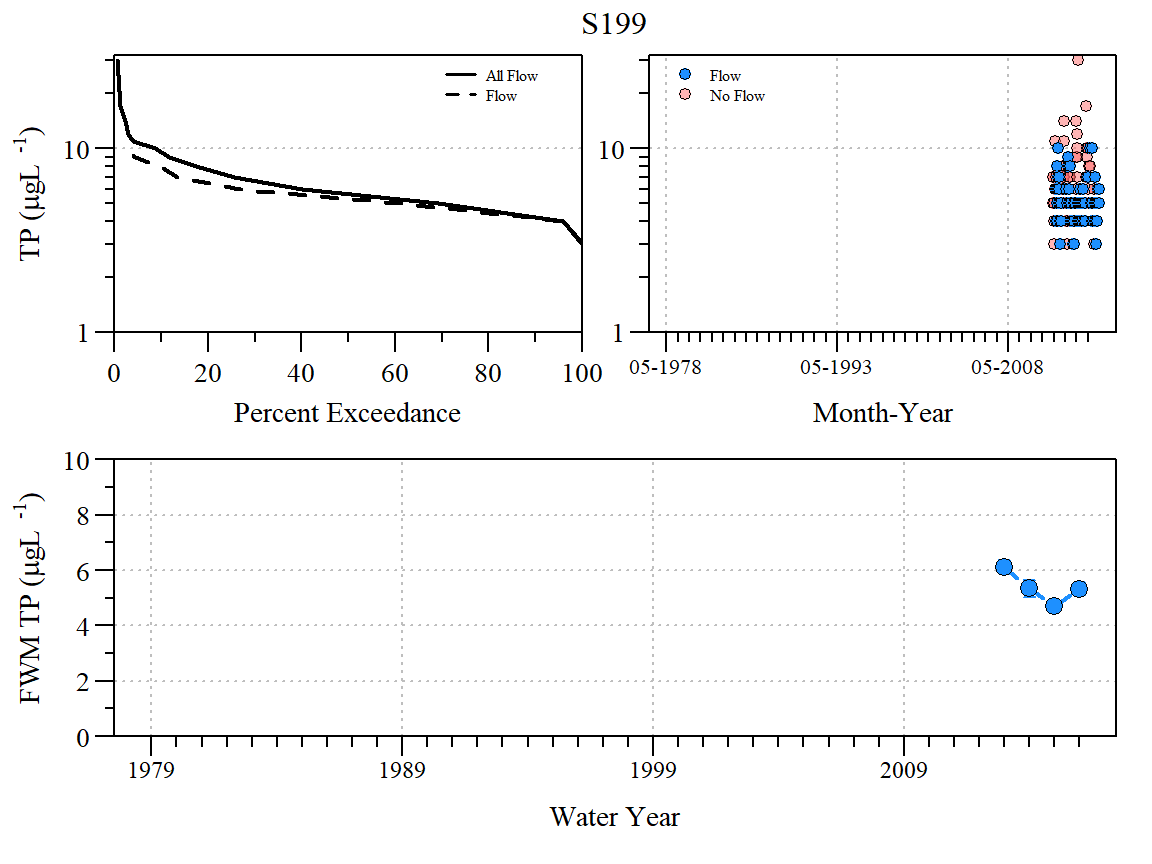 S199
TP (µgL⁻¹)
10
1
All Flow
Flow
0 20 40 60 80 100
Percent Exceedance
10
1
Flow
No Flow
05-1978 05-1993 05-2008
Month-Year
FWM TP (µgL⁻¹)
10
8
6
4
2
0
1979 1989 1999 2009
Water Year